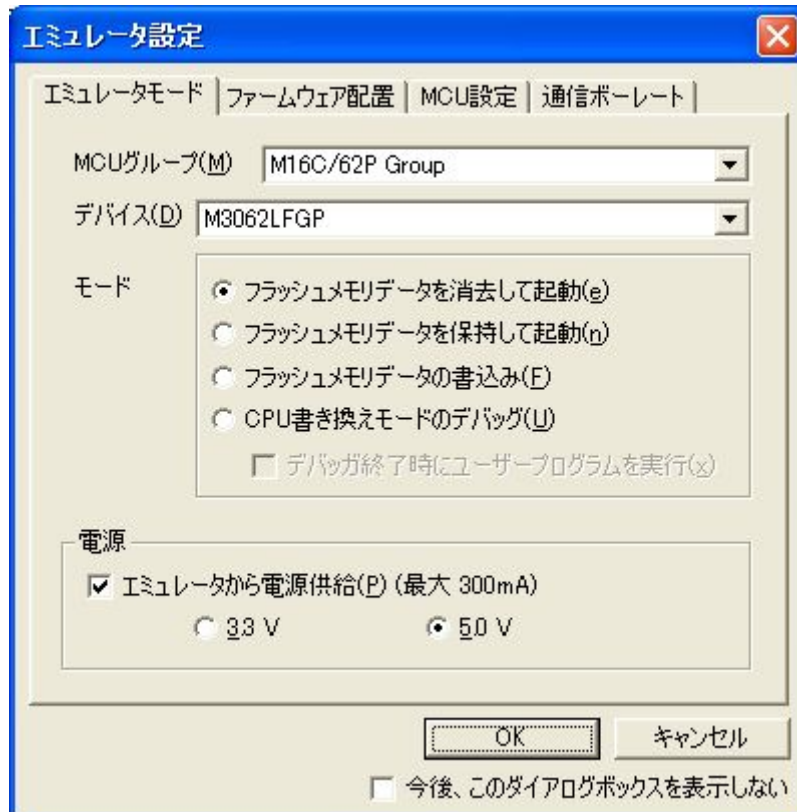 エミュレータ設定
エミュレータモード ファームウェア配置 MCU設定 通信ボーレート
MCUグループ(M) M16C/62P Group
デバイス(D) M3062LFGP
モード
フラッシュメモリデータを消去して起動(e)
フラッシュメモリデータを保持して起動(n)
フラッシュメモリデータの書込み(F)
CPU書き換えモードのデバッグ(U)
デバッガ終了時にユーザープログラムを実行(x)
電源
エミュレータから電源供給(P) (最大 300mA)
3.3 V 5.0 V
OK キャンセル
今後、このダイアログボックスを表示しない